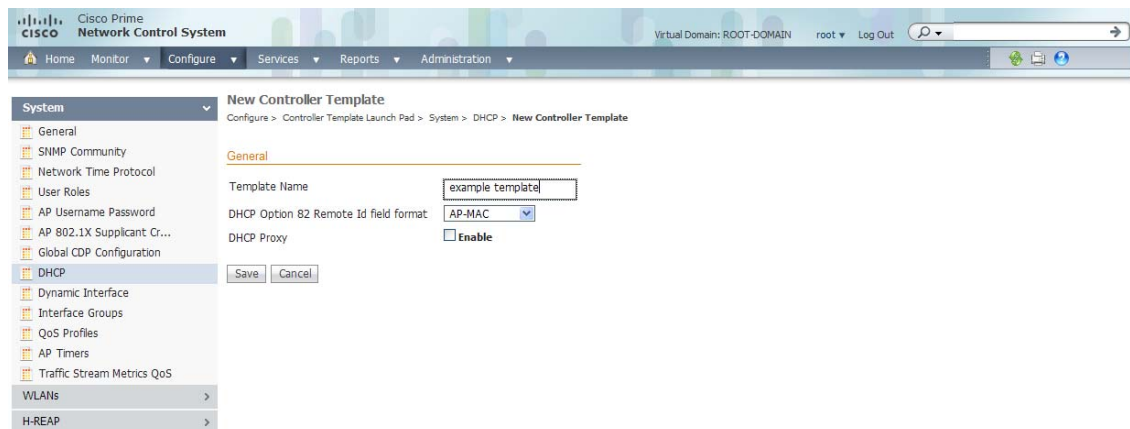 Cisco Prime
CISCO Network Control System
Virtual Domain: ROOT-DOMAIN root Log Out
Home Monitor Configure Services Reports Administration
System
General
SNMP Community
Network Time Protocol
User Roles
AP Username Password
AP 802.1X Supplicant Cr...
Global CDP Configuration
DHCP
Dynamic Interface
Interface Groups
QoS Profiles
AP Timers
Traffic Stream Metrics QoS
WLANs
H-REAP
New Controller Template
Configure > Controller Template Launch Pad > System > DHCP > New Controller Template
General
Template Name example template
DHCP Option 82 Remote Id field format AP-MAC
DHCP Proxy Enable
Save Cancel